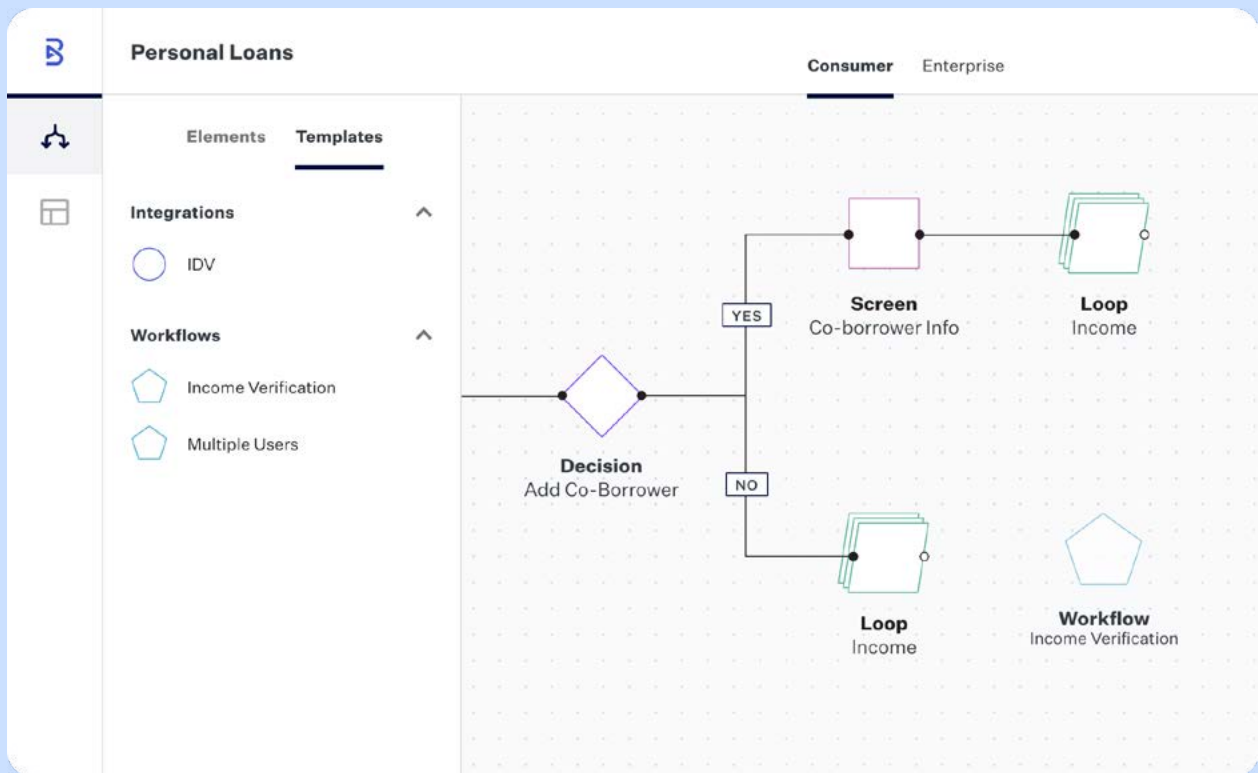 Personal Loans
Consumer
Enterprise
Elements
Templates
Integrations
IDV
Workflows
Income Verification
Multiple Users
Decision
Add Co-Borrower
YES
NO
Screen
Co-borrower Info
Loop
Income
Loop
Income
Workflow
Income Verification